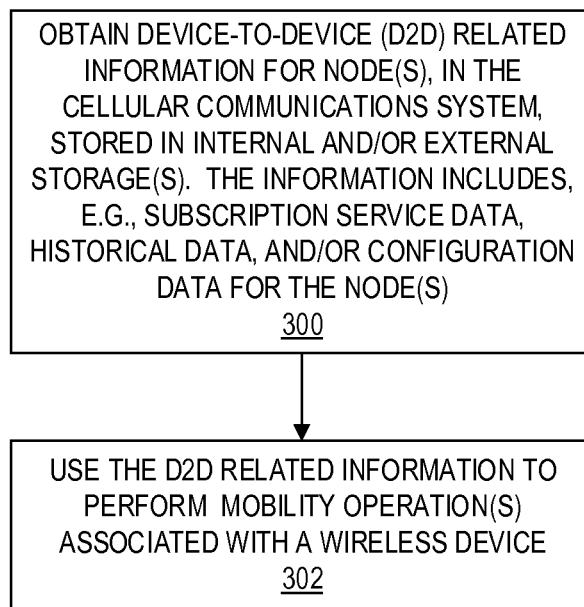 OBTAIN DEVICE-TO-DEVICE (D2D) RELATED
INFORMATION FOR NODE(S), IN THE
CELLULAR COMMUNICATIONS SYSTEM,
STORED IN INTERNAL AND/OR EXTERNAL
STORAGE(S). THE INFORMATION INCLUDES,
E.G., SUBSCRIPTION SERVICE DATA,
HISTORICAL DATA, AND/OR CONFIGURATION
DATA FOR THE NODE(S)
300
USE THE D2D RELATED INFORMATION TO
PERFORM MOBILITY OPERATION(S)
ASSOCIATED WITH A WIRELESS DEVICE
302